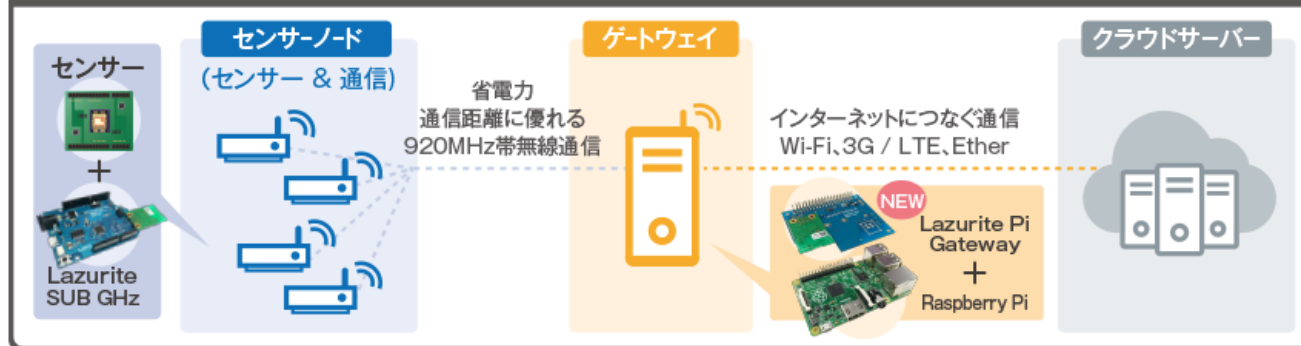 センサーノード
ゲートウェイ
クラウドサーバー
センサー
(センサー & 通信)
省電力
通信距離に優れる
920MHz帯無線通信
インターネットにつなぐ通信
Wi-Fi、3G / LTE、Ether
+
Lazurite
SUB GHz
NEW
Lazurite Pi
Gateway
+
Raspberry Pi